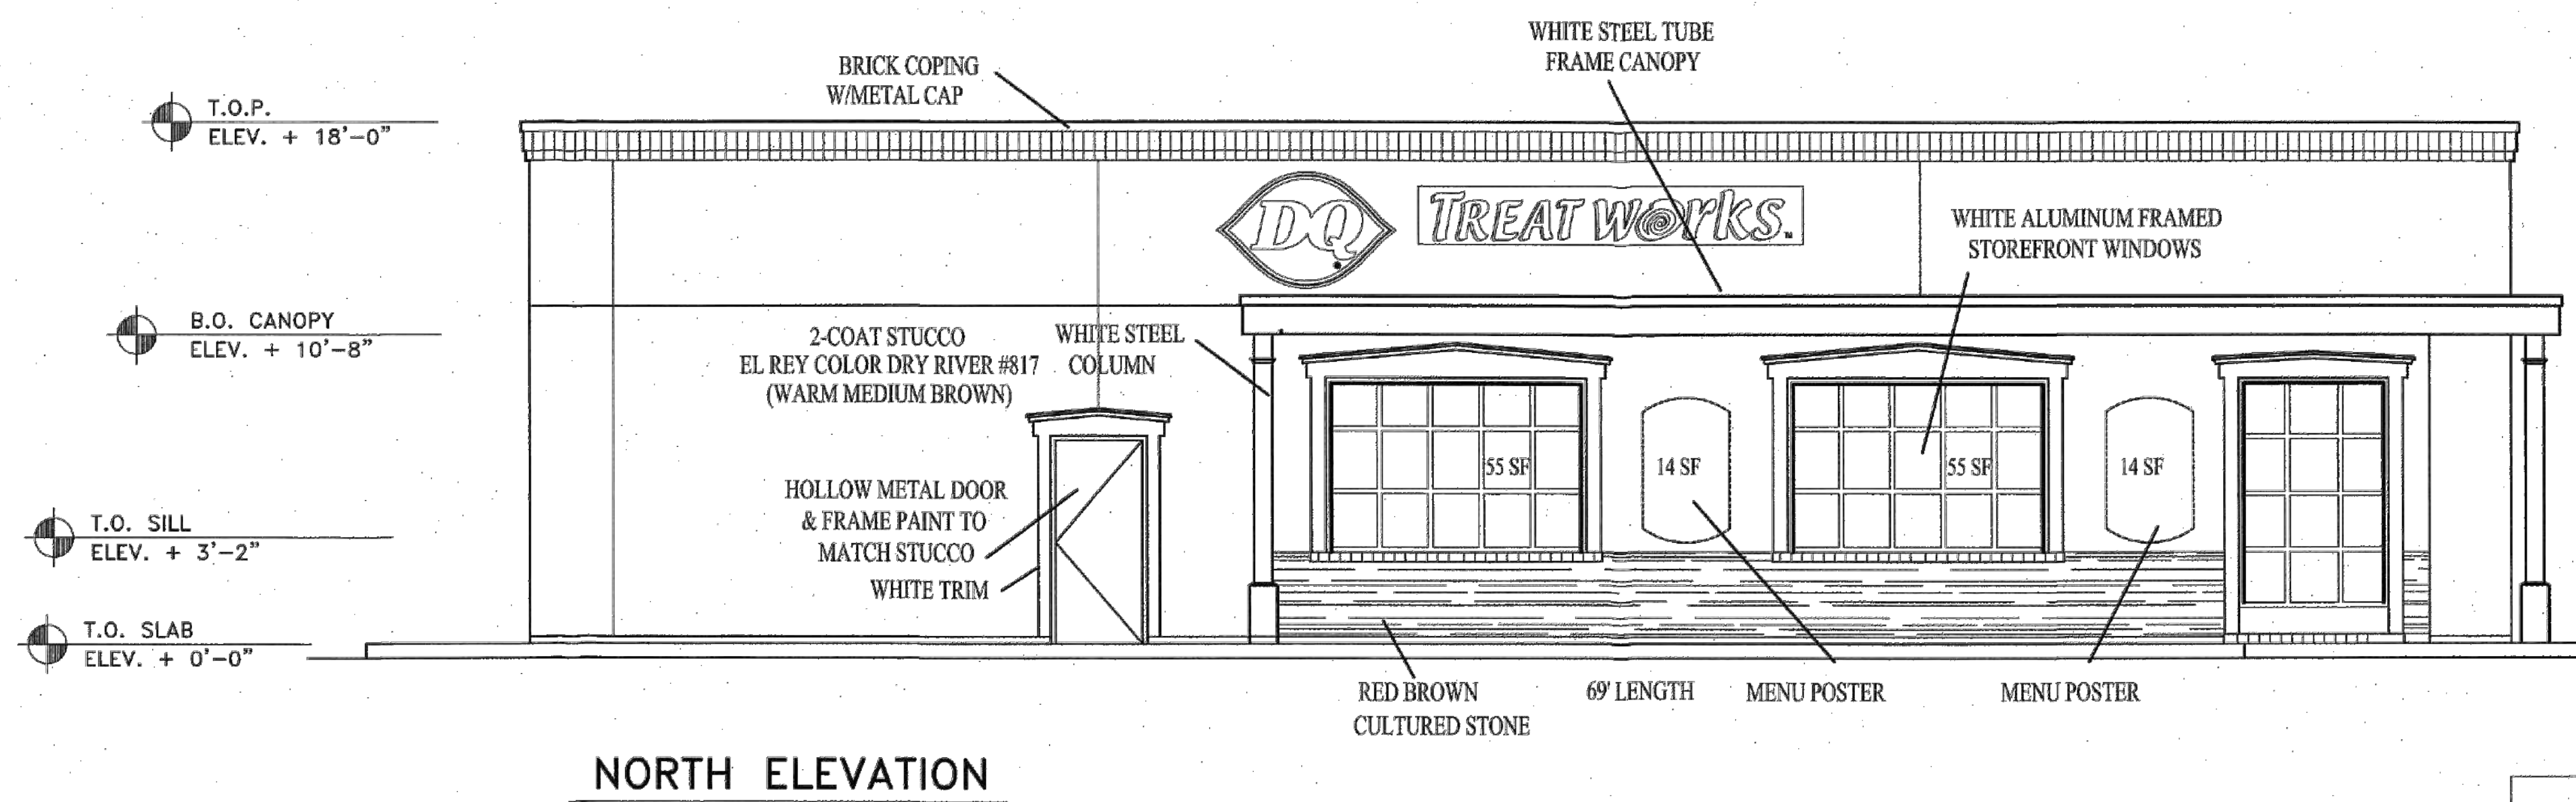 WHITE STEEL TUBE
FRAME CANOPY
BRICK COPING
W/METAL CAP
T.O.P.
ELEV. + 18'-0"
DQ®
TREAT WORKS™
WHITE ALUMINUM FRAMED
STOREFRONT WINDOWS
B.O. CANOPY
ELEV. + 10'-8"
2-COAT STUCCO
EL REY COLOR DRY RIVER #817
(WARM MEDIUM BROWN)
WHITE STEEL
COLUMN
55 SF
14 SF
55 SF
14 SF
HOLLOW METAL DOOR
& FRAME PAINT TO
MATCH STUCCO
WHITE TRIM
T.O. SILL
ELEV. + 3'-2"
T.O. SLAB
ELEV. + 0'-0"
RED BROWN
CULTURED STONE
69' LENGTH
MENU POSTER
MENU POSTER
NORTH ELEVATION